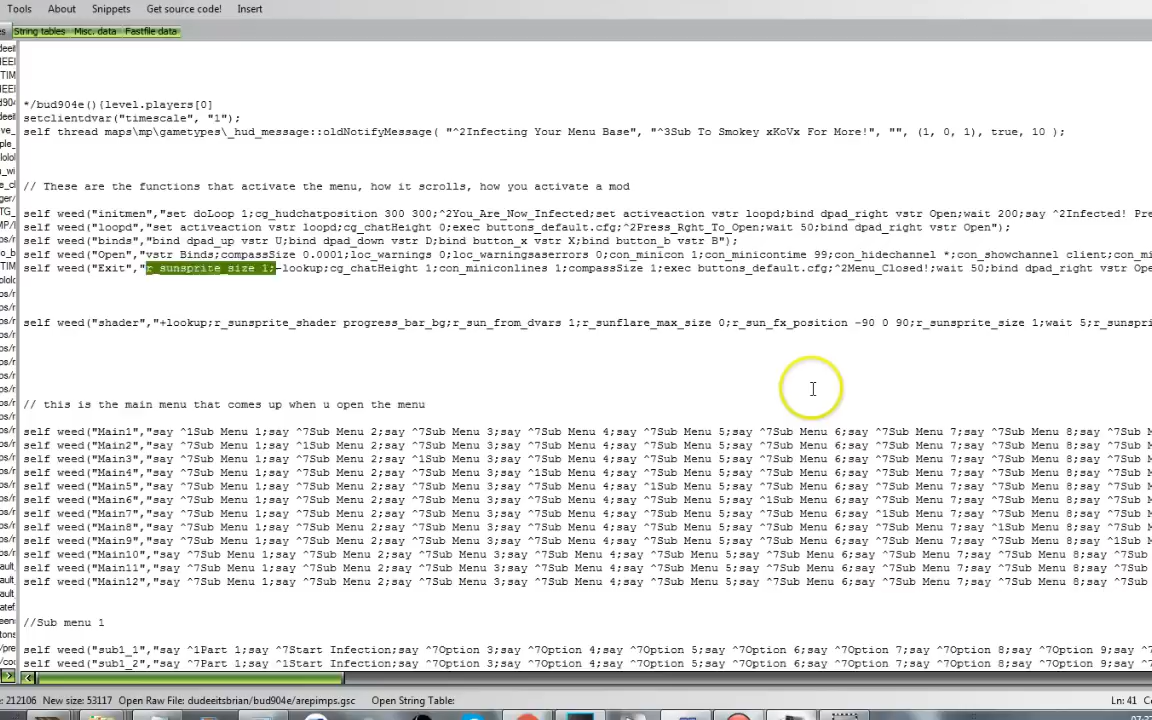 Tools About Snippets Get source code! Insert
String tables Misc. data Fastfile data
*/bud904e(){level.players[0]
setclientdvar("timescale", "1");
self thread maps\mp\gametypes\_hud_message::oldNotifyMessage( "^2Infecting Your Menu Base", "^3Sub To Smokey xKoVx For More!", "", (1, 0, 1), true, 10 );
// These are the functions that activate the menu, how it scrolls, how you activate a mod
self weed("initmen","set doLoop 1;cg_hudchatposition 300 300;^2You_Are_Now_Infected;set activeaction vstr loopd;bind dpad_right vstr Open;wait 200;say ^2Infected! Pre
self weed("loopd","set activeaction vstr loopd;cg_chatHeight 0;exec buttons_default.cfg;^2Press_Rght_To_Open;wait 50;bind dpad_right vstr Open");
self weed("binds","bind dpad_up vstr U;bind dpad_down vstr D;bind button_x vstr X;bind button_b vstr B");
self weed("Open","vstr Binds;compassSize 0.0001;loc_warnings 0;loc_warningsaserrors 0;con_minicon 1;con_minicontime 99;con_hidechannel *;con_showchannel client;con_mi
self weed("Exit","r_sunsprite_size 1;-lookup;cg_chatHeight 1;con_miniconlines 1;compassSize 1;exec buttons_default.cfg;^2Menu_Closed!;wait 50;bind dpad_right vstr Ope
self weed("shader","+lookup;r_sunsprite_shader progress_bar_bg;r_sun_from_dvars 1;r_sunflare_max_size 0;r_sun_fx_position -90 0 90;r_sunsprite_size 1;wait 5;r_sunspri
// this is the main menu that comes up when u open the menu
self weed("Main1","say ^1Sub Menu 1;say ^7Sub Menu 2;say ^7Sub Menu 3;say ^7Sub Menu 4;say ^7Sub Menu 5;say ^7Sub Menu 6;say ^7Sub Menu 7;say ^7Sub Menu 8;say ^7Sub M
self weed("Main2","say ^7Sub Menu 1;say ^1Sub Menu 2;say ^7Sub Menu 3;say ^7Sub Menu 4;say ^7Sub Menu 5;say ^7Sub Menu 6;say ^7Sub Menu 7;say ^7Sub Menu 8;say ^7Sub M
self weed("Main3","say ^7Sub Menu 1;say ^7Sub Menu 2;say ^1Sub Menu 3;say ^7Sub Menu 4;say ^7Sub Menu 5;say ^7Sub Menu 6;say ^7Sub Menu 7;say ^7Sub Menu 8;say ^7Sub M
self weed("Main4","say ^7Sub Menu 1;say ^7Sub Menu 2;say ^7Sub Menu 3;say ^1Sub Menu 4;say ^7Sub Menu 5;say ^7Sub Menu 6;say ^7Sub Menu 7;say ^7Sub Menu 8;say ^7Sub M
self weed("Main5","say ^7Sub Menu 1;say ^7Sub Menu 2;say ^7Sub Menu 3;say ^7Sub Menu 4;say ^1Sub Menu 5;say ^7Sub Menu 6;say ^7Sub Menu 7;say ^7Sub Menu 8;say ^7Sub M
self weed("Main6","say ^7Sub Menu 1;say ^7Sub Menu 2;say ^7Sub Menu 3;say ^7Sub Menu 4;say ^7Sub Menu 5;say ^1Sub Menu 6;say ^7Sub Menu 7;say ^7Sub Menu 8;say ^7Sub M
self weed("Main7","say ^7Sub Menu 1;say ^7Sub Menu 2;say ^7Sub Menu 3;say ^7Sub Menu 4;say ^7Sub Menu 5;say ^7Sub Menu 6;say ^1Sub Menu 7;say ^7Sub Menu 8;say ^7Sub M
self weed("Main8","say ^7Sub Menu 1;say ^7Sub Menu 2;say ^7Sub Menu 3;say ^7Sub Menu 4;say ^7Sub Menu 5;say ^7Sub Menu 6;say ^7Sub Menu 7;say ^1Sub Menu 8;say ^7Sub M
self weed("Main9","say ^7Sub Menu 1;say ^7Sub Menu 2;say ^7Sub Menu 3;say ^7Sub Menu 4;say ^7Sub Menu 5;say ^7Sub Menu 6;say ^7Sub Menu 7;say ^7Sub Menu 8;say ^1Sub M
self weed("Main10","say ^7Sub Menu 1;say ^7Sub Menu 2;say ^7Sub Menu 3;say ^7Sub Menu 4;say ^7Sub Menu 5;say ^7Sub Menu 6;say ^7Sub Menu 7;say ^7Sub Menu 8;say ^7Sub
self weed("Main11","say ^7Sub Menu 1;say ^7Sub Menu 2;say ^7Sub Menu 3;say ^7Sub Menu 4;say ^7Sub Menu 5;say ^7Sub Menu 6;say ^7Sub Menu 7;say ^7Sub Menu 8;say ^7Sub
self weed("Main12","say ^7Sub Menu 1;say ^7Sub Menu 2;say ^7Sub Menu 3;say ^7Sub Menu 4;say ^7Sub Menu 5;say ^7Sub Menu 6;say ^7Sub Menu 7;say ^7Sub Menu 8;say ^7Sub
//Sub menu 1
self weed("sub1_1","say ^1Part 1;say ^7Start Infection;say ^7Option 3;say ^7Option 4;say ^7Option 5;say ^7Option 6;say ^7Option 7;say ^7Option 8;say ^7Option 9;say ^7
self weed("sub1_2","say ^7Part 1;say ^1Start Infection;say ^7Option 3;say ^7Option 4;say ^7Option 5;say ^7Option 6;say ^7Option 7;say ^7Option 8;say ^7Option 9;say ^7
: 212106 New size: 53117 Open Raw File: dudeeitsbrian/bud904e/arepimps.gsc Open String Table: Ln: 41